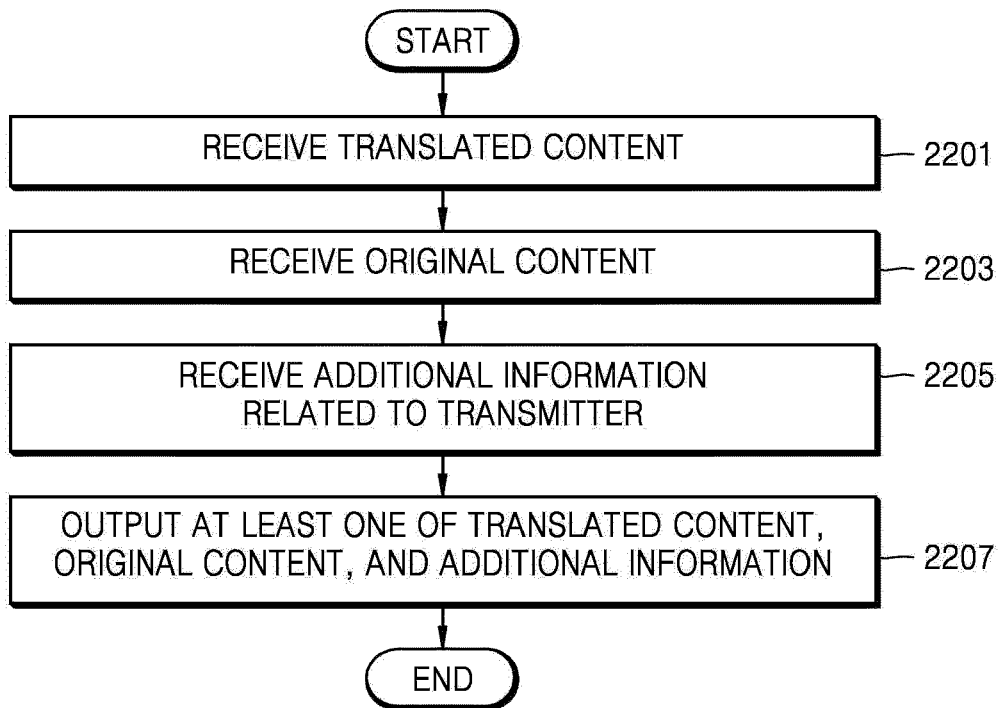 START
RECEIVE TRANSLATED CONTENT
2201
RECEIVE ORIGINAL CONTENT
2203
RECEIVE ADDITIONAL INFORMATION
RELATED TO TRANSMITTER
2205
OUTPUT AT LEAST ONE OF TRANSLATED CONTENT,
ORIGINAL CONTENT, AND ADDITIONAL INFORMATION
2207
END